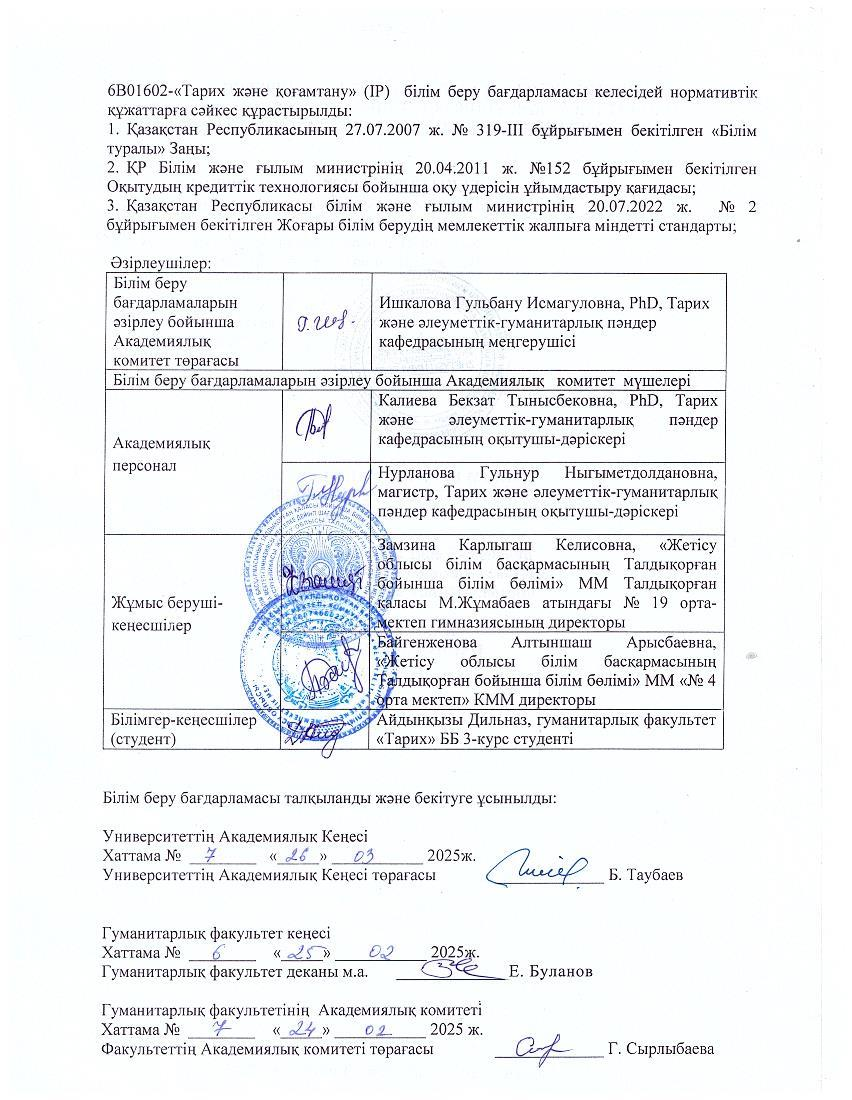 6В01602-«Тарих және қоғамтану» (IP) білім беру бағдарламасы келесідей нормативтік
құжаттарға сәйкес құрастырылды:
1. Қазақстан Республикасының 27.07.2007 ж. № 319-III бұйрығымен бекітілген «Білім
туралы» Заңы;
2. ҚР Білім және ғылым министрінің 20.04.2011 ж. №152 бұйрығымен бекітілген
Оқытудың кредиттік технологиясы бойынша оқу үдерісін ұйымдастыру қағидасы;
3. Қазақстан Республикасы білім және ғылым министрінің 20.07.2022 ж. № 2
бұйрығымен бекітілген Жоғары білім берудің мемлекеттік жалпыға міндетті стандарты;
Әзірлеушілер:
Білім беру
бағдарламаларын
әзірлеу бойынша
Академиялық
комитет төрағасы
Ишкалова Гульбану Исмагуловна, PhD, Тарих
және әлеуметтік-гуманитарлық пәндер
кафедрасының меңгерушісі
Білім беру бағдарламаларын әзірлеу бойынша Академиялық комитет мүшелері
Академиялық
персонал
Калиева Бекзат Тынысбековна, PhD, Тарих
және әлеуметтік-гуманитарлық пәндер
кафедрасының оқытушы-дәріскері
Нурланова Гульнур Ныгыметдолдановна,
магистр, Тарих және әлеуметтік-гуманитарлық
пәндер кафедрасының оқытушы-дәріскері
Жұмыс беруші-
кеңесшілер
Замзина Карлыгаш Келисовна, «Жетісу
облысы білім басқармасының Талдықорған
бойынша білім бөлімі» ММ Талдықорған
қаласы М.Жұмабаев атындағы № 19 орта-
мектеп гимназиясының директоры
Байгенженова Алтыншаш Арысбаевна,
«Жетісу облысы білім басқармасының
Талдықорған бойынша білім бөлімі» ММ «№ 4
орта мектеп» КММ директоры
Білімгер-кеңесшілер
(студент)
Айдынқызы Дильназ, гуманитарлық факультет
«Тарих» ББ 3-курс студенті
Білім беру бағдарламасы талқыланды және бекітуге ұсынылды:
Университеттің Академиялық Кеңесі
Хаттама № 7 «26» 03 2025ж.
Университеттің Академиялық Кеңесі төрағасы Б. Таубаев
Гуманитарлық факультет кеңесі
Хаттама № 6 «25» 02 2025ж.
Гуманитарлық факультет деканы м.а. Е. Буланов
Гуманитарлық факультетінің Академиялық комитеті
Хаттама № 7 «24» 02 2025 ж.
Факультеттің Академиялық комитеті төрағасы Г. Сырлыбаева